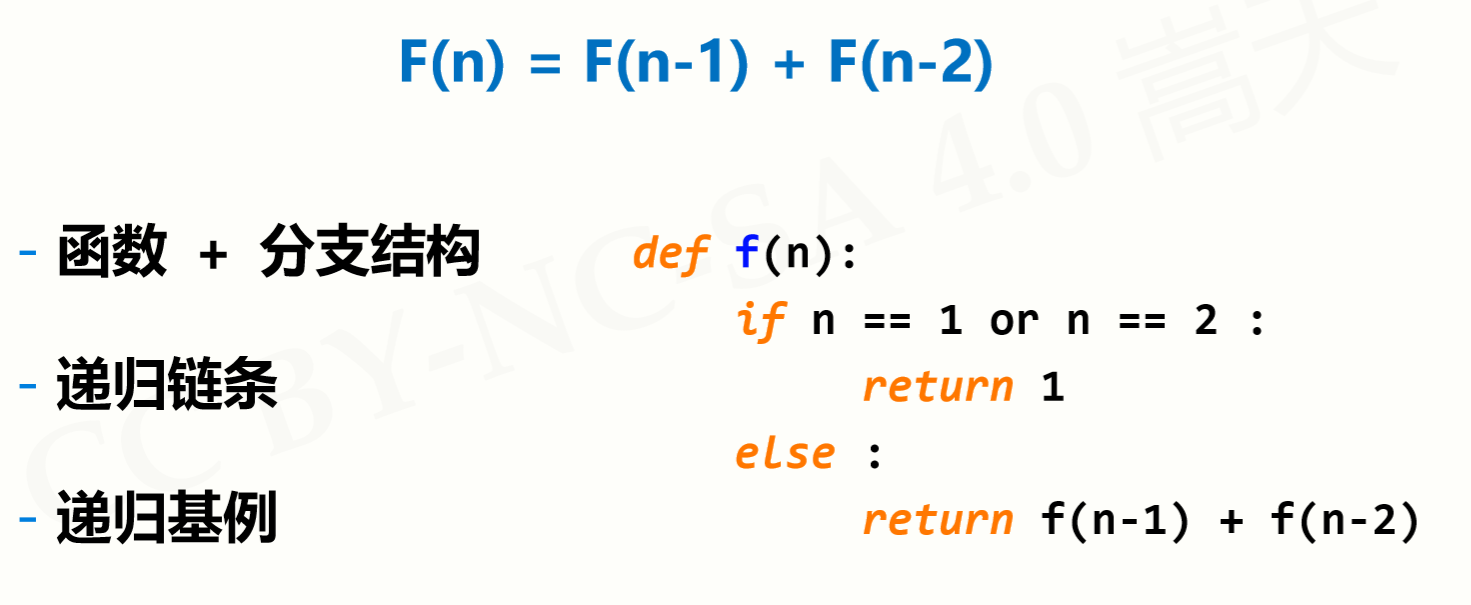 F(n) = F(n-1) + F(n-2)
- 函数 + 分支结构
- 递归链条
- 递归基例
def f(n):
if n == 1 or n == 2 :
return 1
else :
return f(n-1) + f(n-2)
CC BY-NC-SA 4.0 嵩天